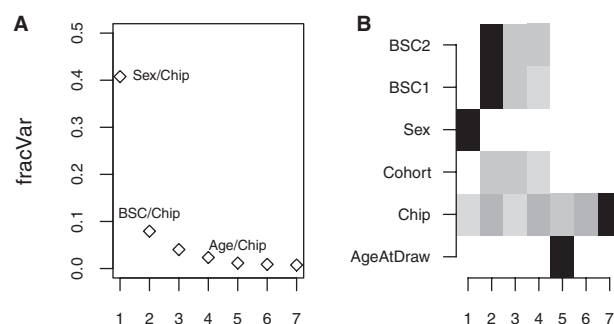 A
fracVar
0.5
0.4
0.3
0.2
0.1
0.0
Sex/Chip
BSC/Chip
Age/Chip
1 2 3 4 5 6 7
B
BSC2
BSC1
Sex
Cohort
Chip
AgeAtDraw
1 2 3 4 5 6 7